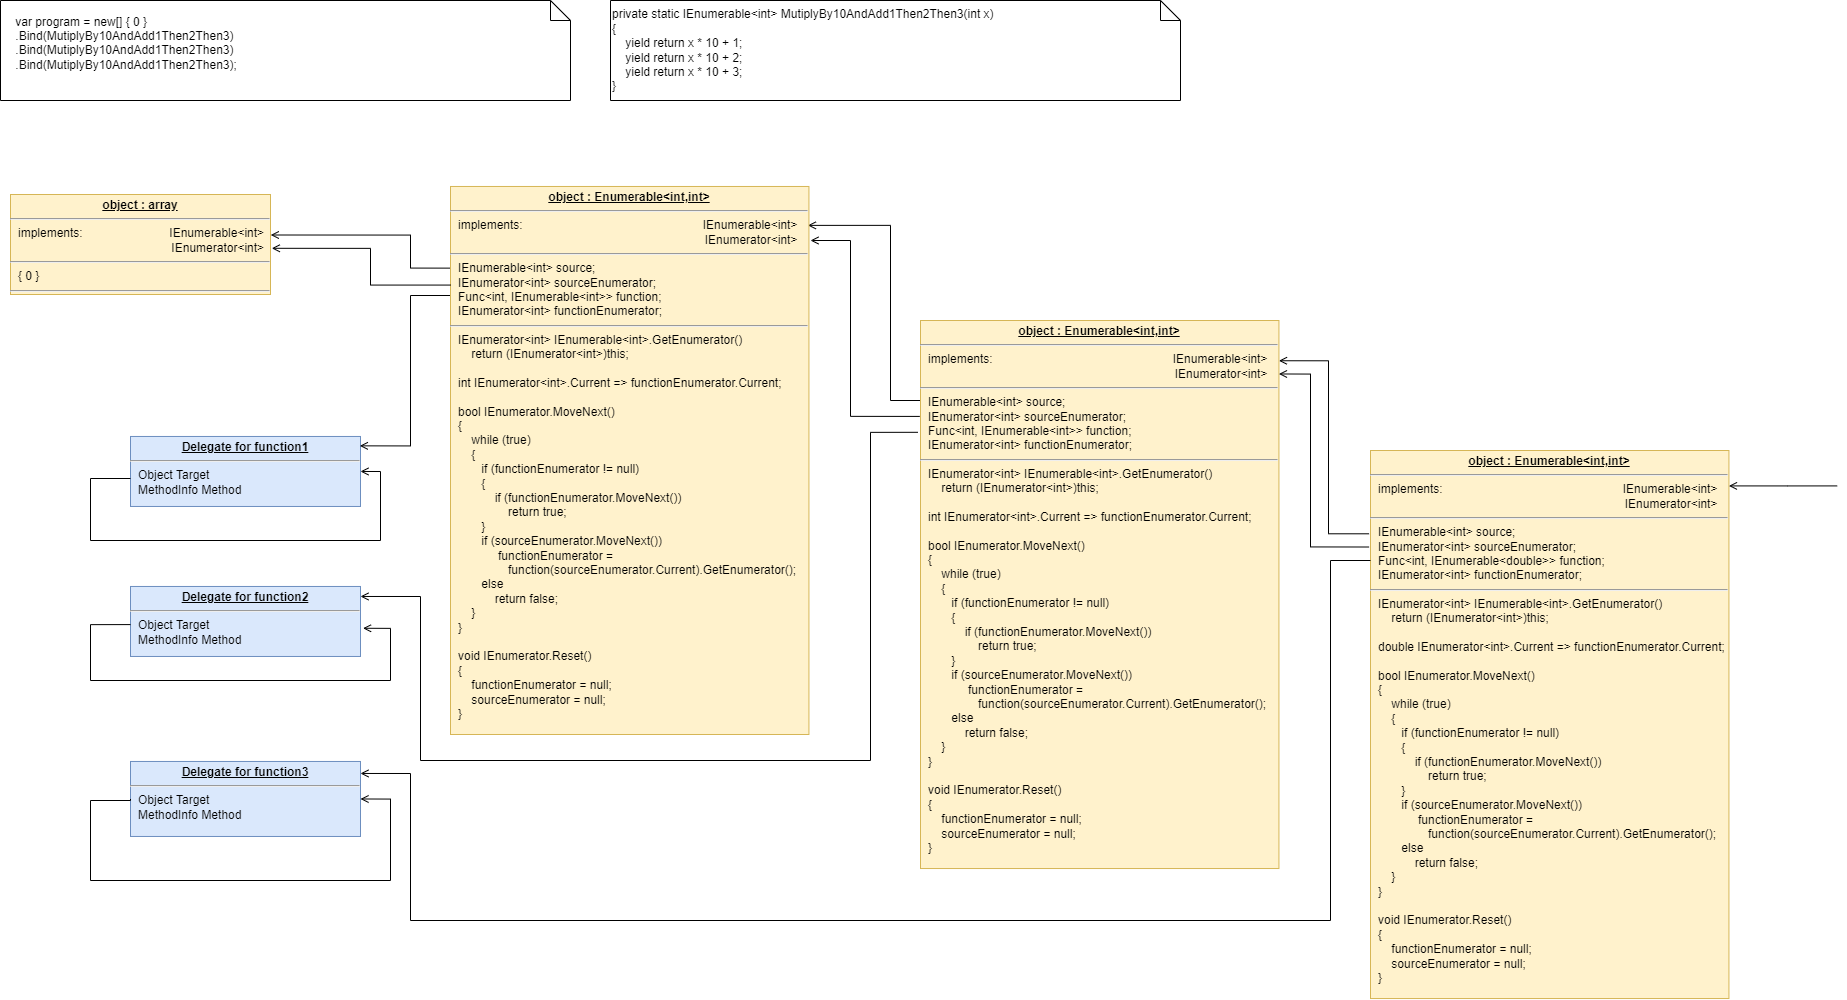 var program = new[] { 0 }
.Bind(MutiplyBy10AndAdd1Then2Then3)
.Bind(MutiplyBy10AndAdd1Then2Then3)
.Bind(MutiplyBy10AndAdd1Then2Then3);
private static IEnumerable<int> MutiplyBy10AndAdd1Then2Then3(int x)
{
yield return x * 10 + 1;
yield return x * 10 + 2;
yield return x * 10 + 3;
}
object : array
implements: IEnumerable<int>
IEnumerator<int>
{ 0 }
object : Enumerable<int,int>
implements: IEnumerable<int>
IEnumerator<int>
IEnumerable<int> source;
IEnumerator<int> sourceEnumerator;
Func<int, IEnumerable<int>> function;
IEnumerator<int> functionEnumerator;
IEnumerator<int> IEnumerable<int>.GetEnumerator()
return (IEnumerator<int>)this;
int IEnumerator<int>.Current => functionEnumerator.Current;
bool IEnumerator.MoveNext()
{
while (true)
{
if (functionEnumerator != null)
{
if (functionEnumerator.MoveNext())
return true;
}
if (sourceEnumerator.MoveNext())
functionEnumerator =
function(sourceEnumerator.Current).GetEnumerator();
else
return false;
}
}
void IEnumerator.Reset()
{
functionEnumerator = null;
sourceEnumerator = null;
}
Delegate for function1
Object Target
MethodInfo Method
Delegate for function2
Object Target
MethodInfo Method
Delegate for function3
Object Target
MethodInfo Method
object : Enumerable<int,int>
implements: IEnumerable<int>
IEnumerator<int>
IEnumerable<int> source;
IEnumerator<int> sourceEnumerator;
Func<int, IEnumerable<int>> function;
IEnumerator<int> functionEnumerator;
IEnumerator<int> IEnumerable<int>.GetEnumerator()
return (IEnumerator<int>)this;
int IEnumerator<int>.Current => functionEnumerator.Current;
bool IEnumerator.MoveNext()
{
while (true)
{
if (functionEnumerator != null)
{
if (functionEnumerator.MoveNext())
return true;
}
if (sourceEnumerator.MoveNext())
functionEnumerator =
function(sourceEnumerator.Current).GetEnumerator();
else
return false;
}
}
void IEnumerator.Reset()
{
functionEnumerator = null;
sourceEnumerator = null;
}
object : Enumerable<int,int>
implements: IEnumerable<int>
IEnumerator<int>
IEnumerable<int> source;
IEnumerator<int> sourceEnumerator;
Func<int, IEnumerable<double>> function;
IEnumerator<int> functionEnumerator;
IEnumerator<int> IEnumerable<int>.GetEnumerator()
return (IEnumerator<int>)this;
double IEnumerator<int>.Current => functionEnumerator.Current;
bool IEnumerator.MoveNext()
{
while (true)
{
if (functionEnumerator != null)
{
if (functionEnumerator.MoveNext())
return true;
}
if (sourceEnumerator.MoveNext())
functionEnumerator =
function(sourceEnumerator.Current).GetEnumerator();
else
return false;
}
}
void IEnumerator.Reset()
{
functionEnumerator = null;
sourceEnumerator = null;
}